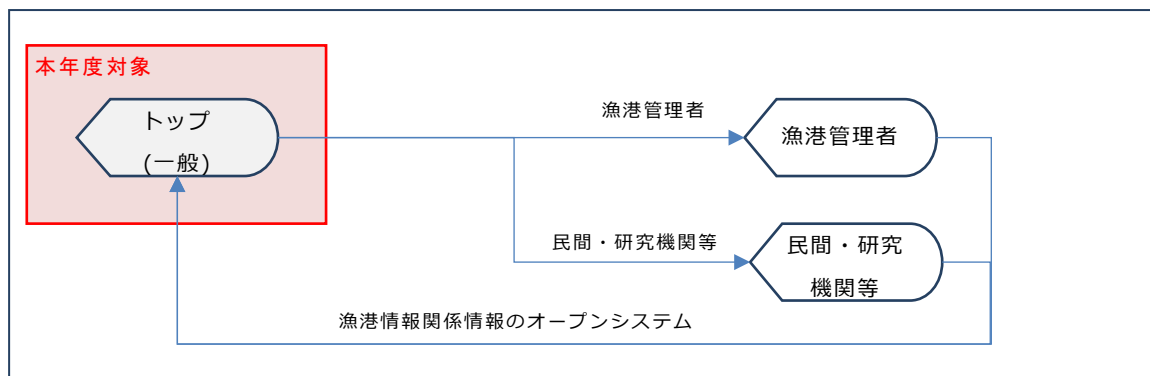 本年度対象
トップ
(一般)
漁港管理者
漁港管理者
民間・研究機関等
民間・研究
機関等
漁港情報関係情報のオープンシステム